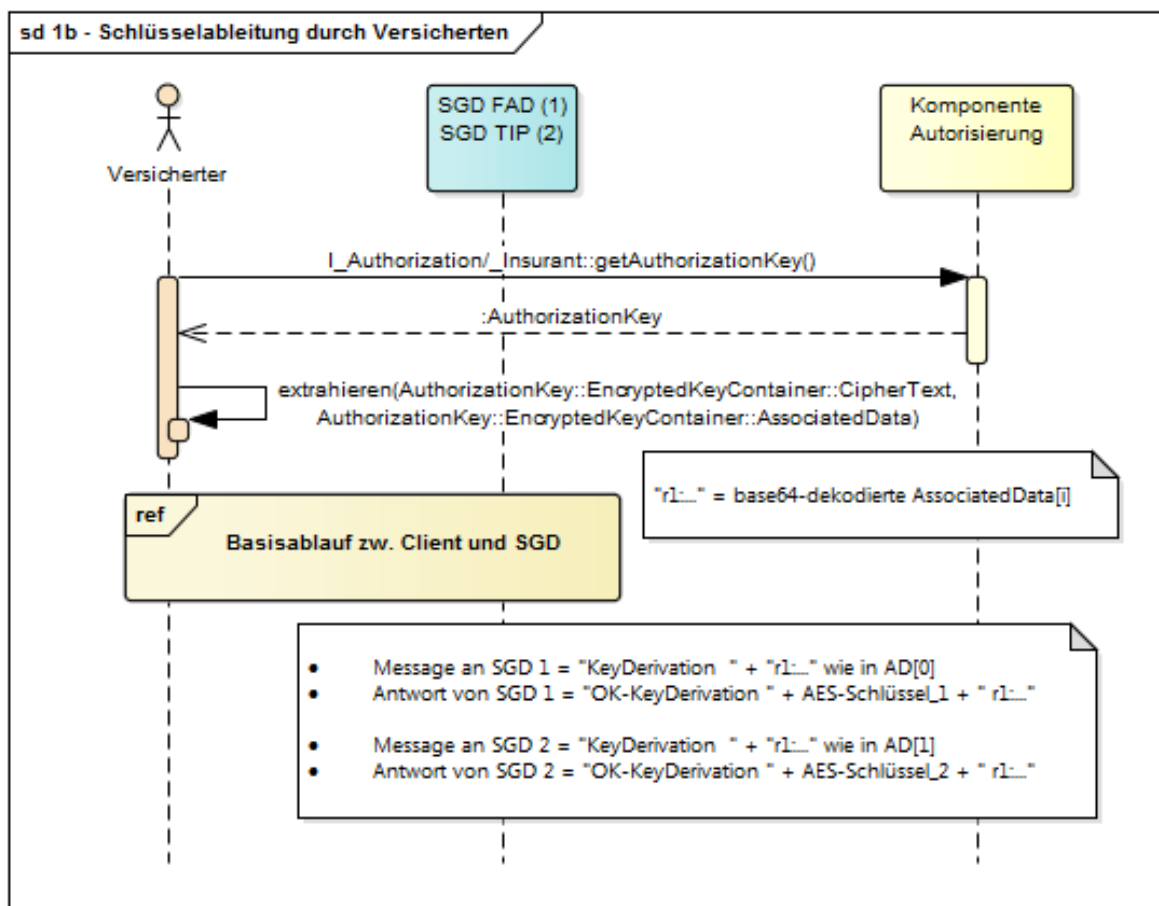 sd 1b - Schlüsselableitung durch Versicherten
SGD FAD (1)
SGD TIP (2)
Komponente
Autorisierung
Versicherter
I_Authorization/_Insurant::getAuthorizationKey()
:AuthorizationKey
extrahieren(AuthorizationKey::EncryptedKeyContainer::CipherText,
AuthorizationKey::EncryptedKeyContainer::AssociatedData)
"r1:..." = base64-dekodierte AssociatedData[i]
ref
Basisablauf zw. Client und SGD
• Message an SGD 1 = "KeyDerivation " + "r1:..." wie in AD[0]
• Antwort von SGD 1 = "OK-KeyDerivation " + AES-Schlüssel_1 + " r1:..."
• Message an SGD 2 = "KeyDerivation " + "r1:..." wie in AD[1]
• Antwort von SGD 2 = "OK-KeyDerivation " + AES-Schlüssel_2 + " r1:..."